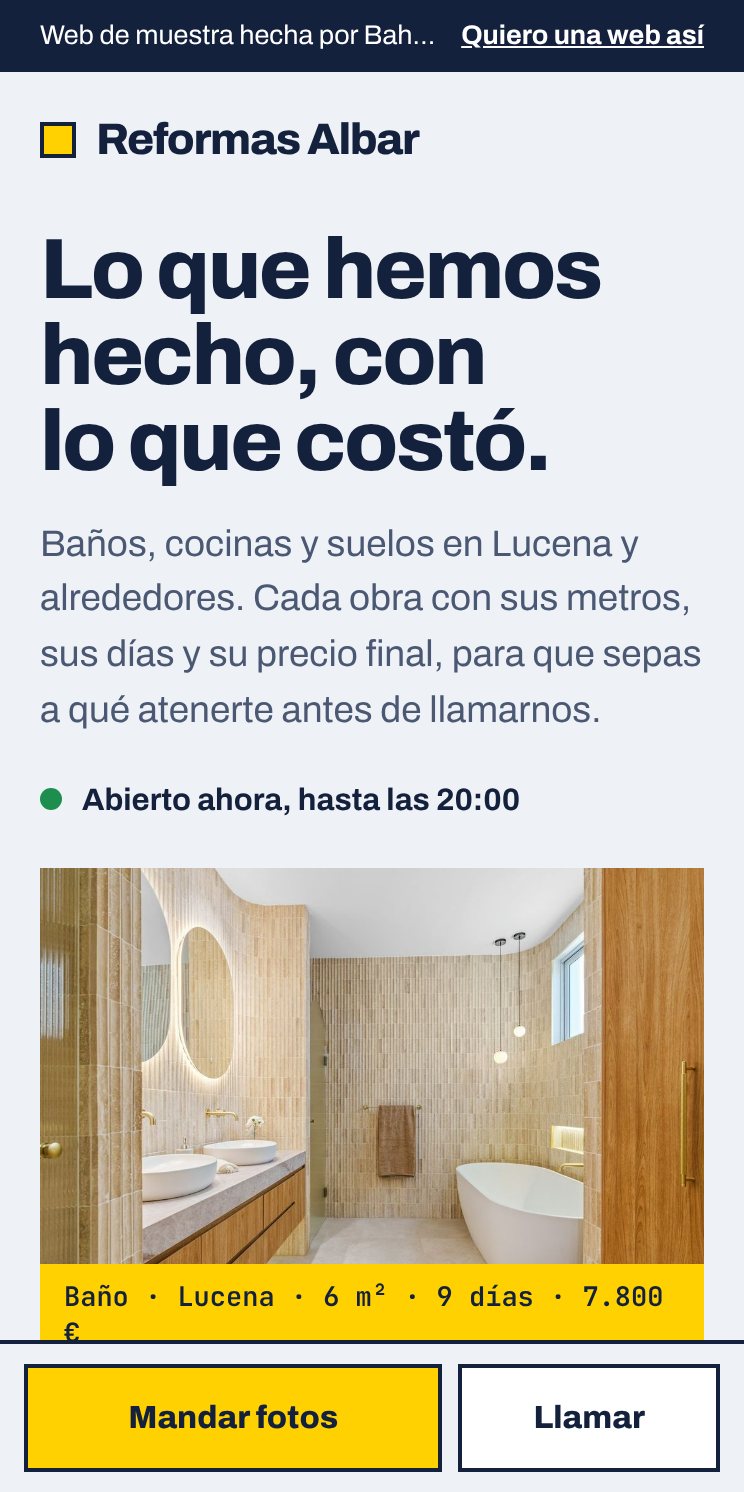 Web de muestra hecha por Bah... Quiero una web así
Reformas Albar
Lo que hemos
hecho, con
lo que costó.
Baños, cocinas y suelos en Lucena y
alrededores. Cada obra con sus metros,
sus días y su precio final, para que sepas
a qué atenerte antes de llamarnos.
Abierto ahora, hasta las 20:00
Baño · Lucena · 6 m² · 9 días · 7.800
€
Mandar fotos Llamar